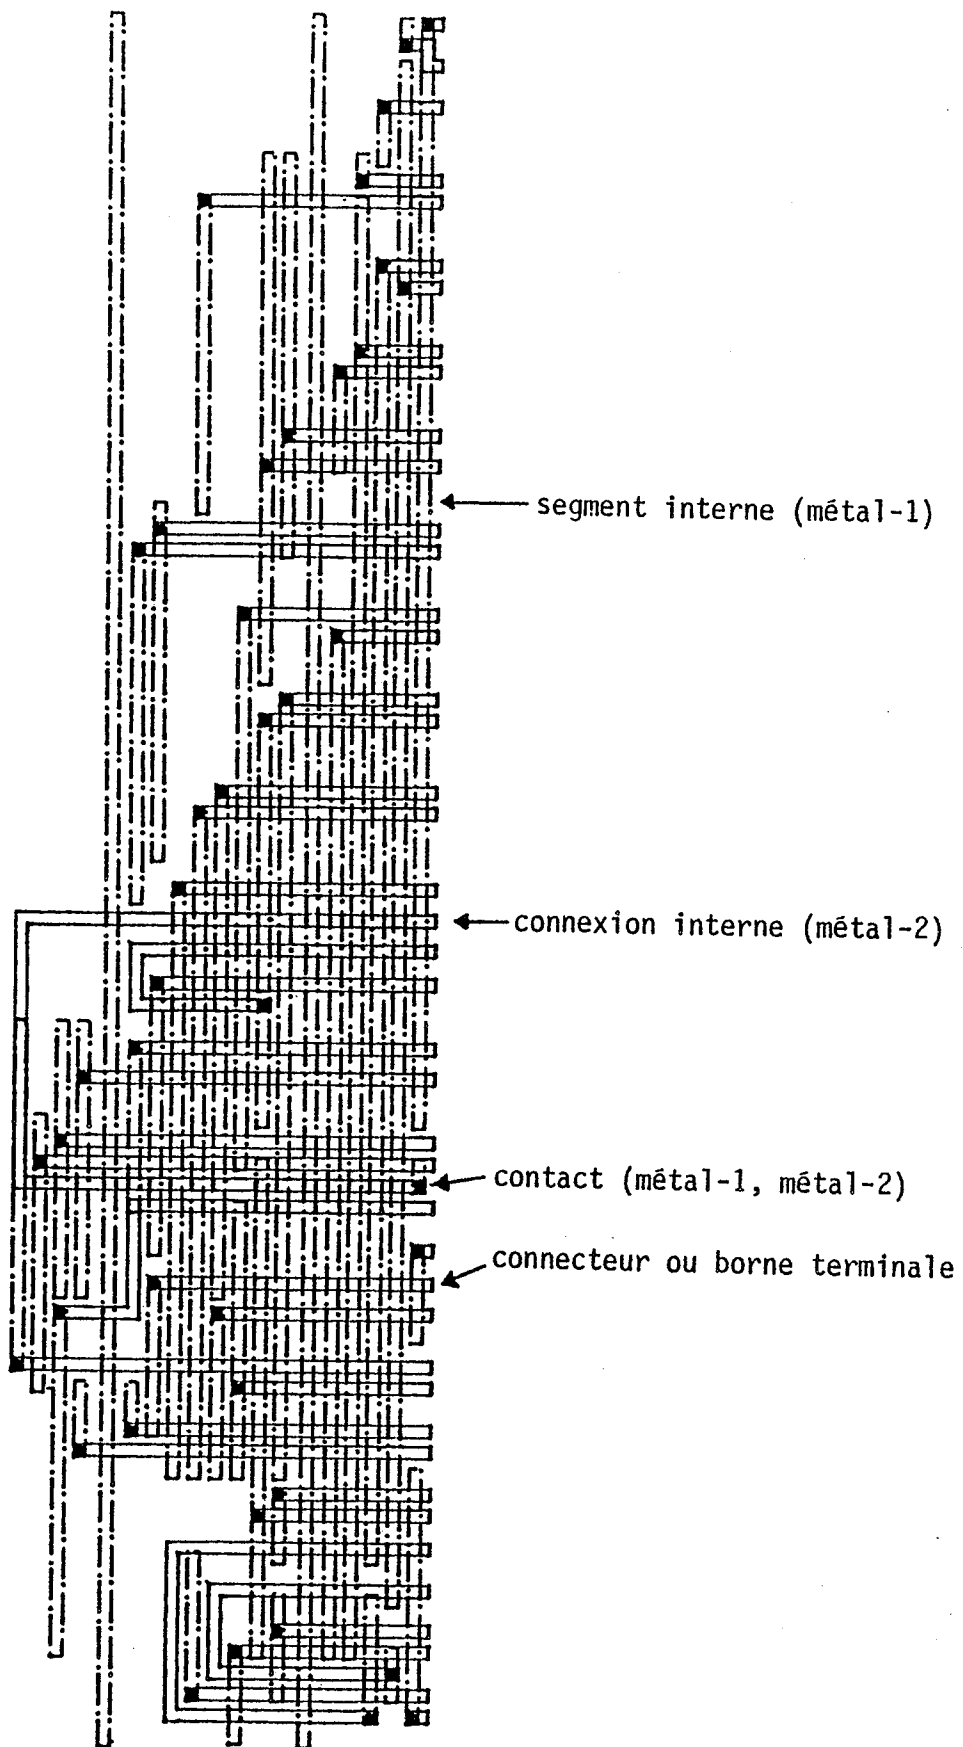 segment interne (métal-1)
connexion interne (métal-2)
contact (métal-1, métal-2)
connecteur ou borne terminale